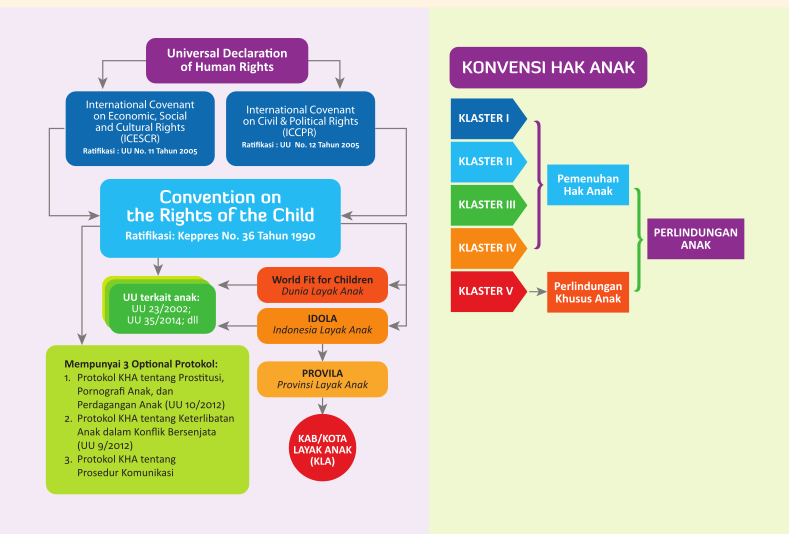 Universal Declaration
of Human Rights
International Covenant
on Economic, Social
and Cultural Rights
(ICESCR)
Ratifikasi : UU No. 11 Tahun 2005
International Covenant
on Civil & Political Rights
(ICCPR)
Ratifikasi : UU No. 12 Tahun 2005
Convention on
the Rights of the Child
Ratifikasi: Keppres No. 36 Tahun 1990
UU terkait anak:
UU 23/2002;
UU 35/2014; dll
World Fit for Children
Dunia Layak Anak
IDOLA
Indonesia Layak Anak
PROVILA
Provinsi Layak Anak
KAB/KOTA
LAYAK ANAK
(KLA)
Mempunyai 3 Optional Protokol:
1. Protokol KHA tentang Prostitusi,
Pornografi Anak, dan
Perdagangan Anak (UU 10/2012)
2. Protokol KHA tentang Keterlibatan
Anak dalam Konflik Bersenjata
(UU 9/2012)
3. Protokol KHA tentang
Prosedur Komunikasi
KONVENSI HAK ANAK
KLASTER I
KLASTER II
KLASTER III
KLASTER IV
KLASTER V
Pemenuhan
Hak Anak
Perlindungan
Khusus Anak
PERLINDUNGAN
ANAK